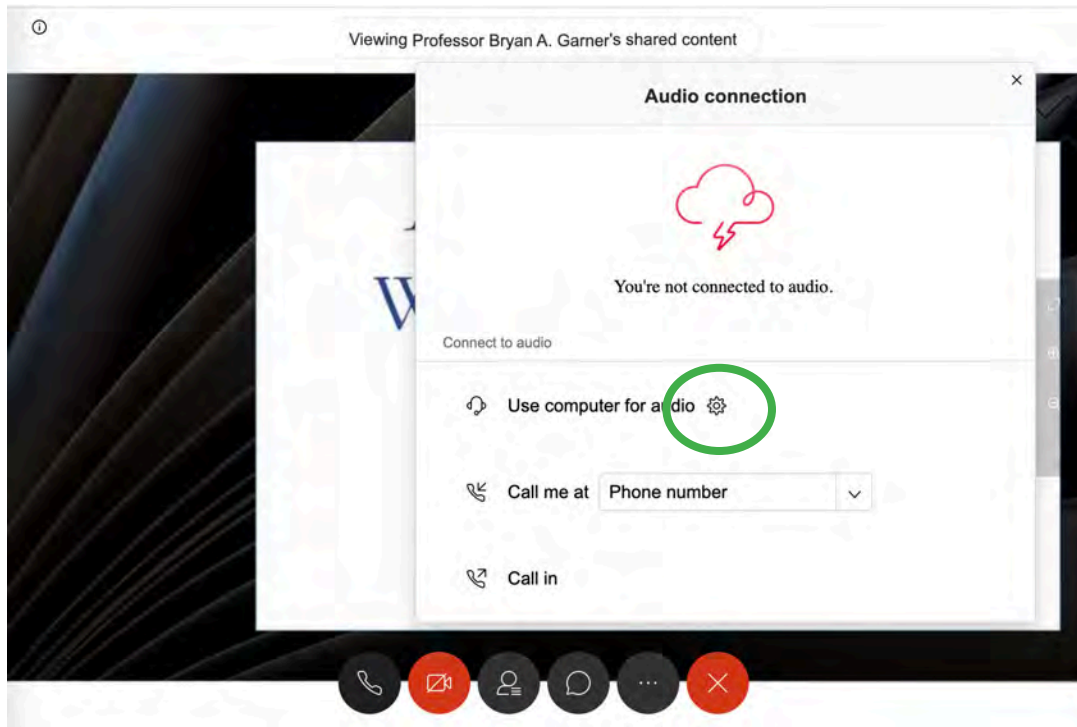 Viewing Professor Bryan A. Garner's shared content
Audio connection
W
You're not connected to audio.
Connect to audio
Use computer for audio
Call me at Phone number
Call in